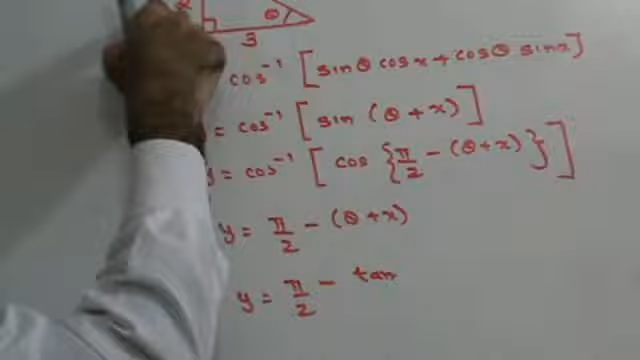 θ
3
cos⁻¹ [sinθ cosx + cosθ sinx]
= cos⁻¹ [sin (θ + x)]
y = cos⁻¹ [cos {π/2 - (θ+x)}]
y = π/2 - (θ+x)
y = π/2 - tan